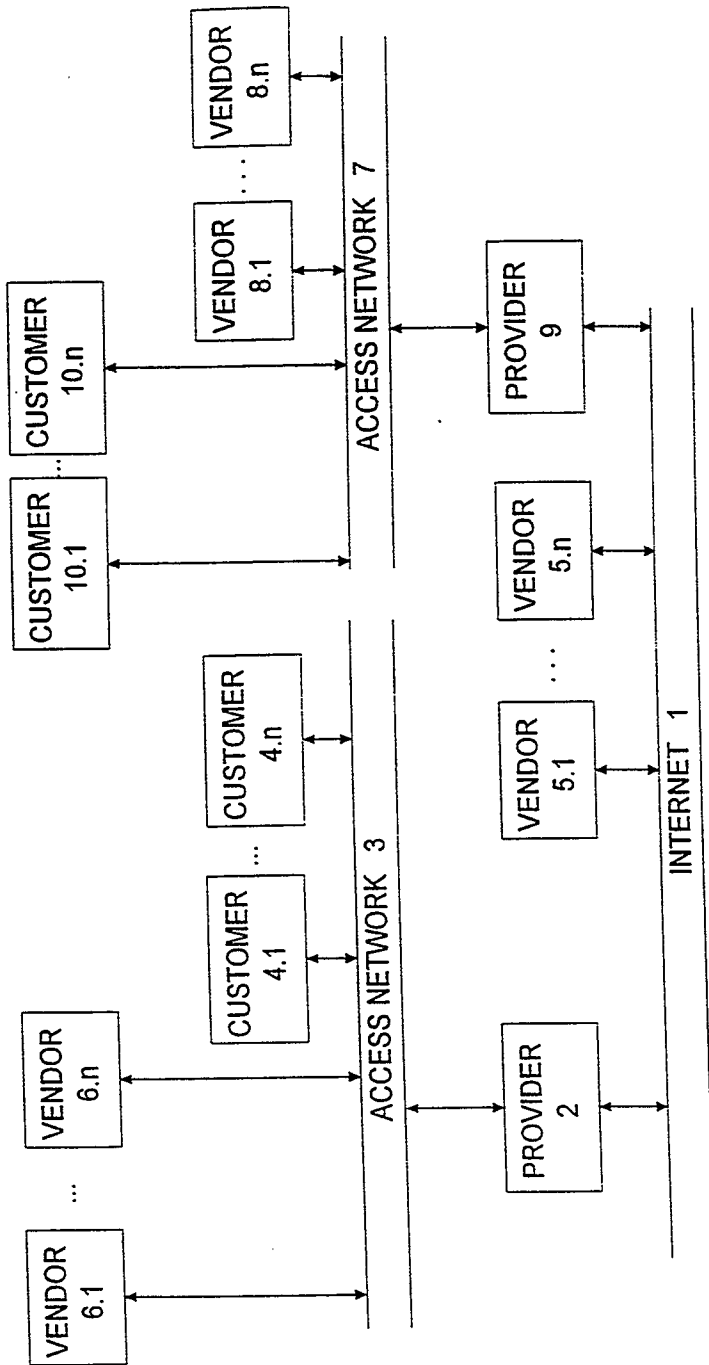 VENDOR
6.1
...
VENDOR
6.n
CUSTOMER
10.1
...
CUSTOMER
10.n
CUSTOMER
4.1
...
CUSTOMER
4.n
VENDOR
8.1
....
VENDOR
8.n
ACCESS NETWORK 3
ACCESS NETWORK 7
PROVIDER
2
VENDOR
5.1
....
VENDOR
5.n
PROVIDER
9
INTERNET 1